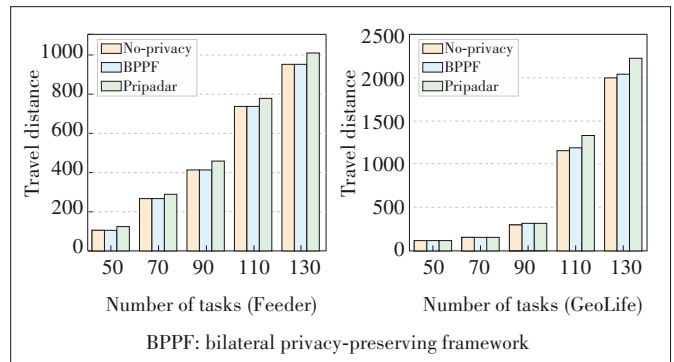 1000
800
600
400
200
0
Travel distance
No-privacy
BPPF
Pripadar
50 70 90 110 130
Number of tasks (Feeder)
2500
2000
1500
1000
500
0
Travel distance
No-privacy
BPPF
Pripadar
50 70 90 110 130
Number of tasks (GeoLife)
BPPF: bilateral privacy-preserving framework